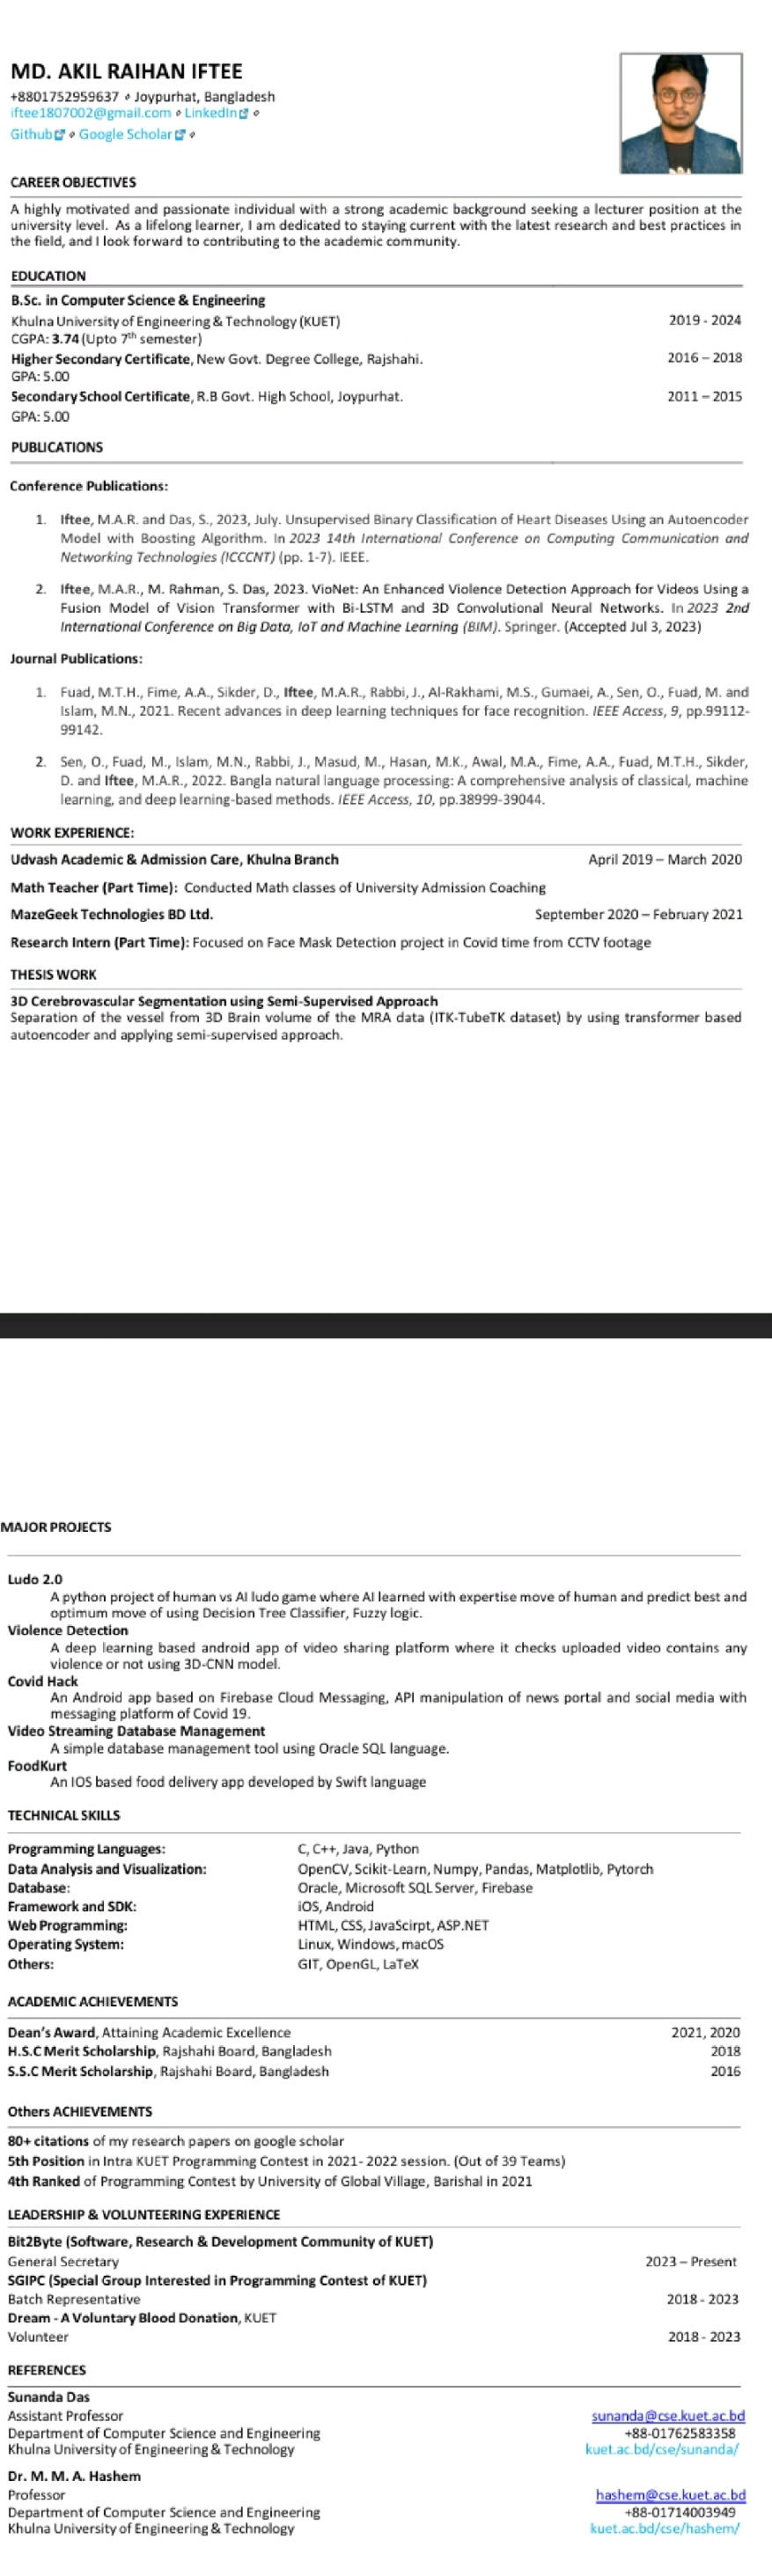 MD. AKIL RAIHAN IFTEE
+8801752959637 ⬥ Joypurhat, Bangladesh
iftee1807002@gmail.com ⬥ LinkedIn ⬥
Github ⬥ Google Scholar ⬥
CAREER OBJECTIVES
A highly motivated and passionate individual with a strong academic background seeking a lecturer position at the
university level. As a lifelong learner, I am dedicated to staying current with the latest research and best practices in
the field, and I look forward to contributing to the academic community.
EDUCATION
B.Sc. in Computer Science & Engineering
Khulna University of Engineering & Technology (KUET) 2019 - 2024
CGPA: 3.74 (Upto 7th semester)
Higher Secondary Certificate, New Govt. Degree College, Rajshahi. 2016 – 2018
GPA: 5.00
Secondary School Certificate, R.B Govt. High School, Joypurhat. 2011 – 2015
GPA: 5.00
PUBLICATIONS
Conference Publications:
1. Iftee, M.A.R. and Das, S., 2023, July. Unsupervised Binary Classification of Heart Diseases Using an Autoencoder
Model with Boosting Algorithm. In 2023 14th International Conference on Computing Communication and
Networking Technologies (ICCCNT) (pp. 1-7). IEEE.
2. Iftee, M.A.R., M. Rahman, S. Das, 2023. VioNet: An Enhanced Violence Detection Approach for Videos Using a
Fusion Model of Vision Transformer with Bi-LSTM and 3D Convolutional Neural Networks. In 2023 2nd
International Conference on Big Data, IoT and Machine Learning (BIM). Springer. (Accepted Jul 3, 2023)
Journal Publications:
1. Fuad, M.T.H., Fime, A.A., Sikder, D., Iftee, M.A.R., Rabbi, J., Al-Rakhami, M.S., Gumaei, A., Sen, O., Fuad, M. and
Islam, M.N., 2021. Recent advances in deep learning techniques for face recognition. IEEE Access, 9, pp.99112-
99142.
2. Sen, O., Fuad, M., Islam, M.N., Rabbi, J., Masud, M., Hasan, M.K., Awal, M.A., Fime, A.A., Fuad, M.T.H., Sikder,
D. and Iftee, M.A.R., 2022. Bangla natural language processing: A comprehensive analysis of classical, machine
learning, and deep learning-based methods. IEEE Access, 10, pp.38999-39044.
WORK EXPERIENCE:
Udvash Academic & Admission Care, Khulna Branch April 2019 – March 2020
Math Teacher (Part Time): Conducted Math classes of University Admission Coaching
MazeGeek Technologies BD Ltd. September 2020 – February 2021
Research Intern (Part Time): Focused on Face Mask Detection project in Covid time from CCTV footage
THESIS WORK
3D Cerebrovascular Segmentation using Semi-Supervised Approach
Separation of the vessel from 3D Brain volume of the MRA data (ITK-TubeTK dataset) by using transformer based
autoencoder and applying semi-supervised approach.
MAJOR PROJECTS
Ludo 2.0
A python project of human vs AI ludo game where AI learned with expertise move of human and predict best and
optimum move of using Decision Tree Classifier, Fuzzy logic.
Violence Detection
A deep learning based android app of video sharing platform where it checks uploaded video contains any
violence or not using 3D-CNN model.
Covid Hack
An Android app based on Firebase Cloud Messaging, API manipulation of news portal and social media with
messaging platform of Covid 19.
Video Streaming Database Management
A simple database management tool using Oracle SQL language.
FoodKurt
An IOS based food delivery app developed by Swift language
TECHNICAL SKILLS
Programming Languages: C, C++, Java, Python
Data Analysis and Visualization: OpenCV, Scikit-Learn, Numpy, Pandas, Matplotlib, Pytorch
Database: Oracle, Microsoft SQL Server, Firebase
Framework and SDK: iOS, Android
Web Programming: HTML, CSS, JavaScirpt, ASP.NET
Operating System: Linux, Windows, macOS
Others: GIT, OpenGL, LaTeX
ACADEMIC ACHIEVEMENTS
Dean's Award, Attaining Academic Excellence 2021, 2020
H.S.C Merit Scholarship, Rajshahi Board, Bangladesh 2018
S.S.C Merit Scholarship, Rajshahi Board, Bangladesh 2016
Others ACHIEVEMENTS
80+ citations of my research papers on google scholar
5th Position in Intra KUET Programming Contest in 2021- 2022 session. (Out of 39 Teams)
4th Ranked of Programming Contest by University of Global Village, Barishal in 2021
LEADERSHIP & VOLUNTEERING EXPERIENCE
Bit2Byte (Software, Research & Development Community of KUET)
General Secretary 2023 – Present
SGIPC (Special Group Interested in Programming Contest of KUET)
Batch Representative 2018 - 2023
Dream - A Voluntary Blood Donation, KUET
Volunteer 2018 - 2023
REFERENCES
Sunanda Das
Assistant Professor sunanda@cse.kuet.ac.bd
Department of Computer Science and Engineering +88-01762583358
Khulna University of Engineering & Technology kuet.ac.bd/cse/sunanda/
Dr. M. M. A. Hashem
Professor hashem@cse.kuet.ac.bd
Department of Computer Science and Engineering +88-01714003949
Khulna University of Engineering & Technology kuet.ac.bd/cse/hashem/